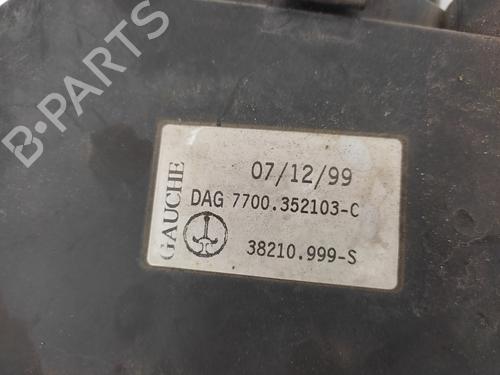 B-PARTS
GAUCHE
07/12/99
DAG 7700.352103-C
38210.999-S